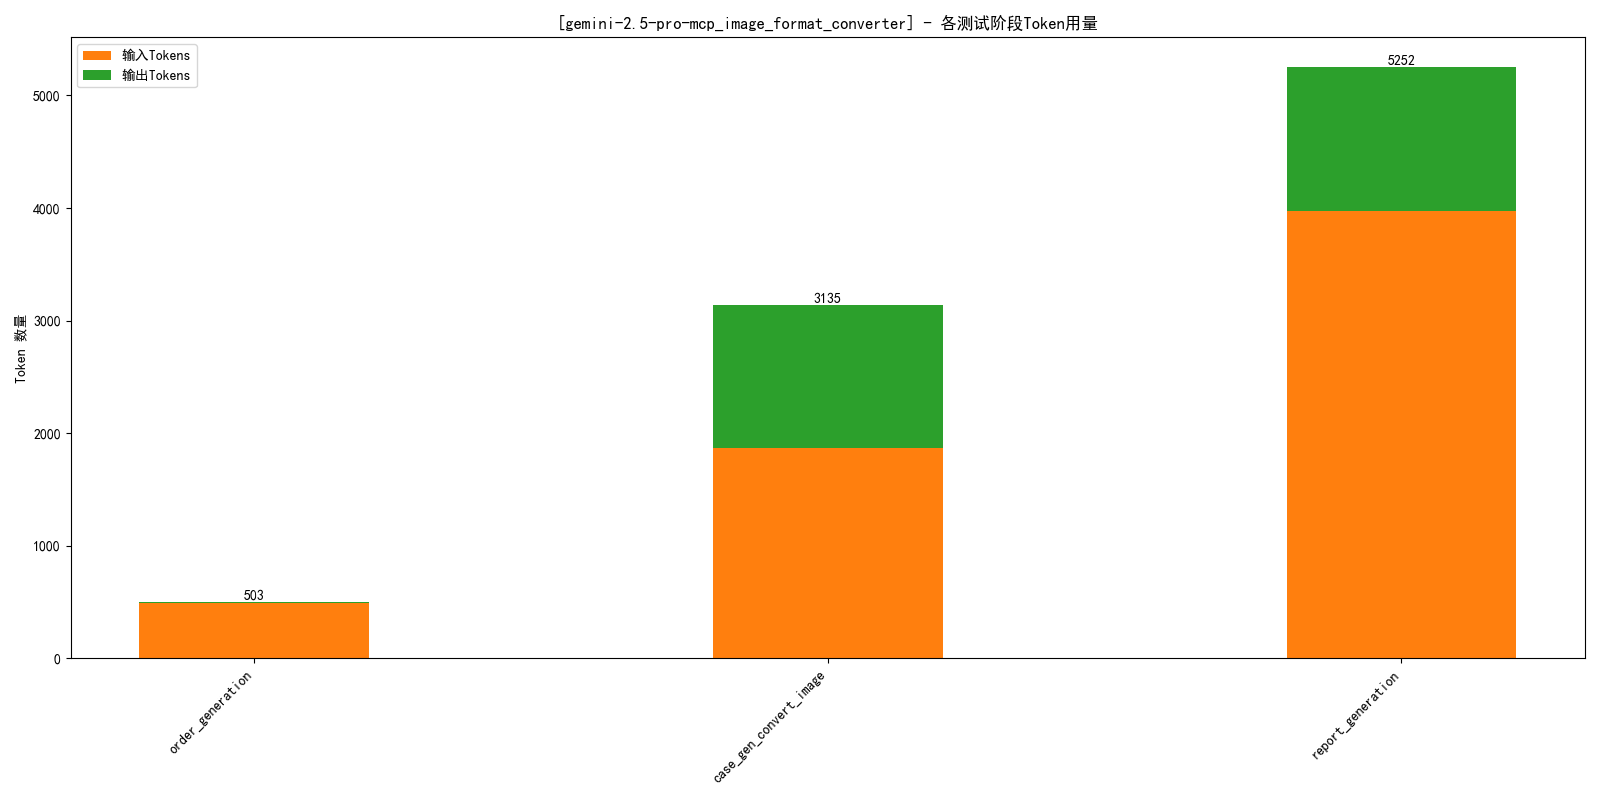 [gemini-2.5-pro-mcp_image_format_converter] - 各测试阶段Token用量
输入Tokens
输出Tokens
Token 数量
5000
4000
3000
2000
1000
0
503
3135
5252
order_generation
case_gen_convert_image
report_generation